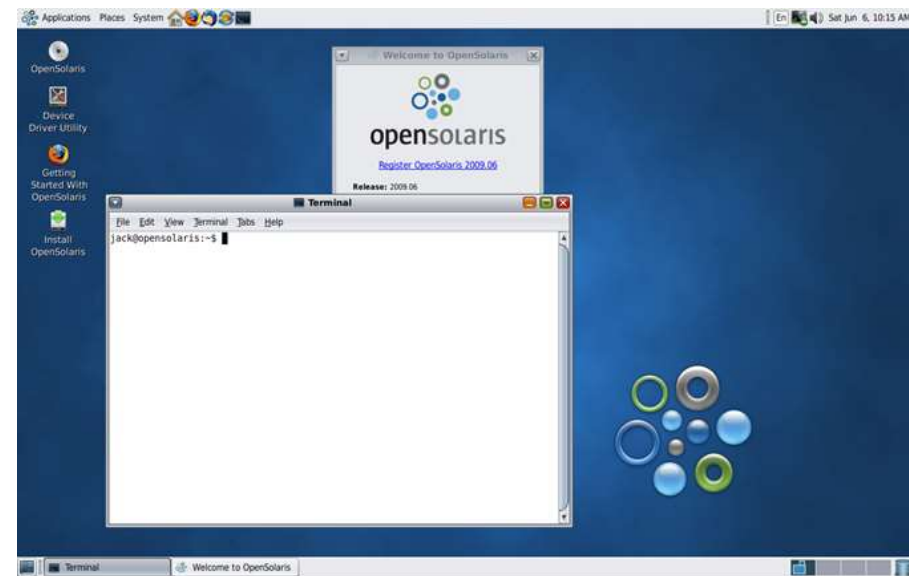 Applications Places System
En Sat Jun 6, 10:15 AM
OpenSolaris
Device
Driver Utility
Getting
Started With
OpenSolaris
Install
OpenSolaris
Welcome to OpenSolaris
opensolaris
Register OpenSolaris 2009.06
Release: 2009.06
Terminal
File Edit View Terminal Tabs Help
jack@opensolaris:~$
Terminal
Welcome to OpenSolaris